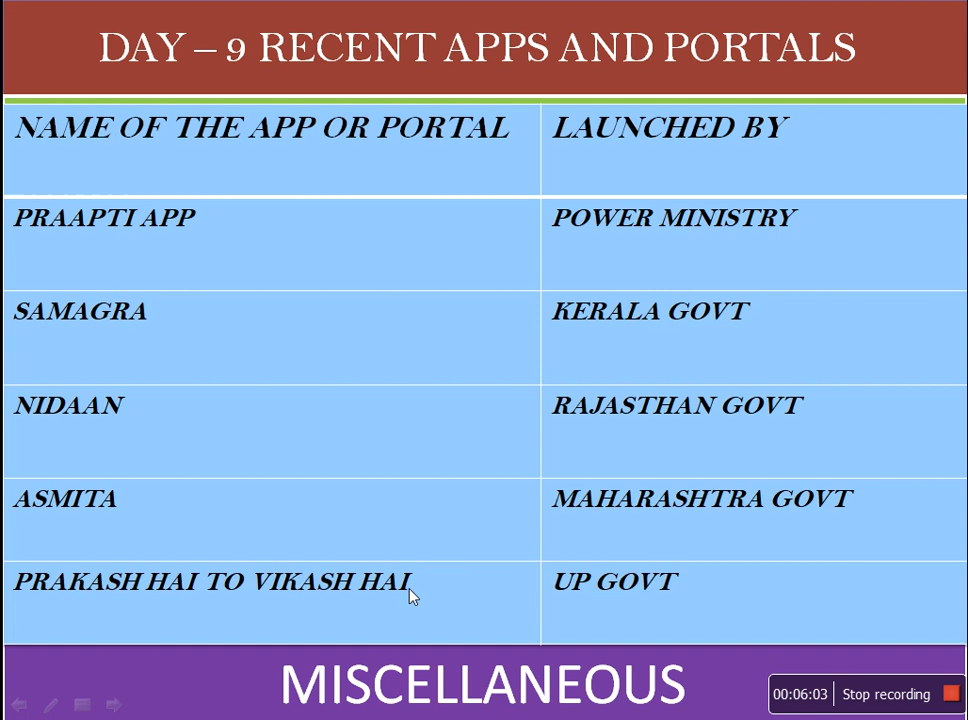 DAY – 9 RECENT APPS AND PORTALS
NAME OF THE APP OR PORTAL LAUNCHED BY
PRAAPTI APP POWER MINISTRY
SAMAGRA KERALA GOVT
NIDAAN RAJASTHAN GOVT
ASMITA MAHARASHTRA GOVT
PRAKASH HAI TO VIKASH HAI UP GOVT
MISCELLANEOUS
00:06:03 Stop recording